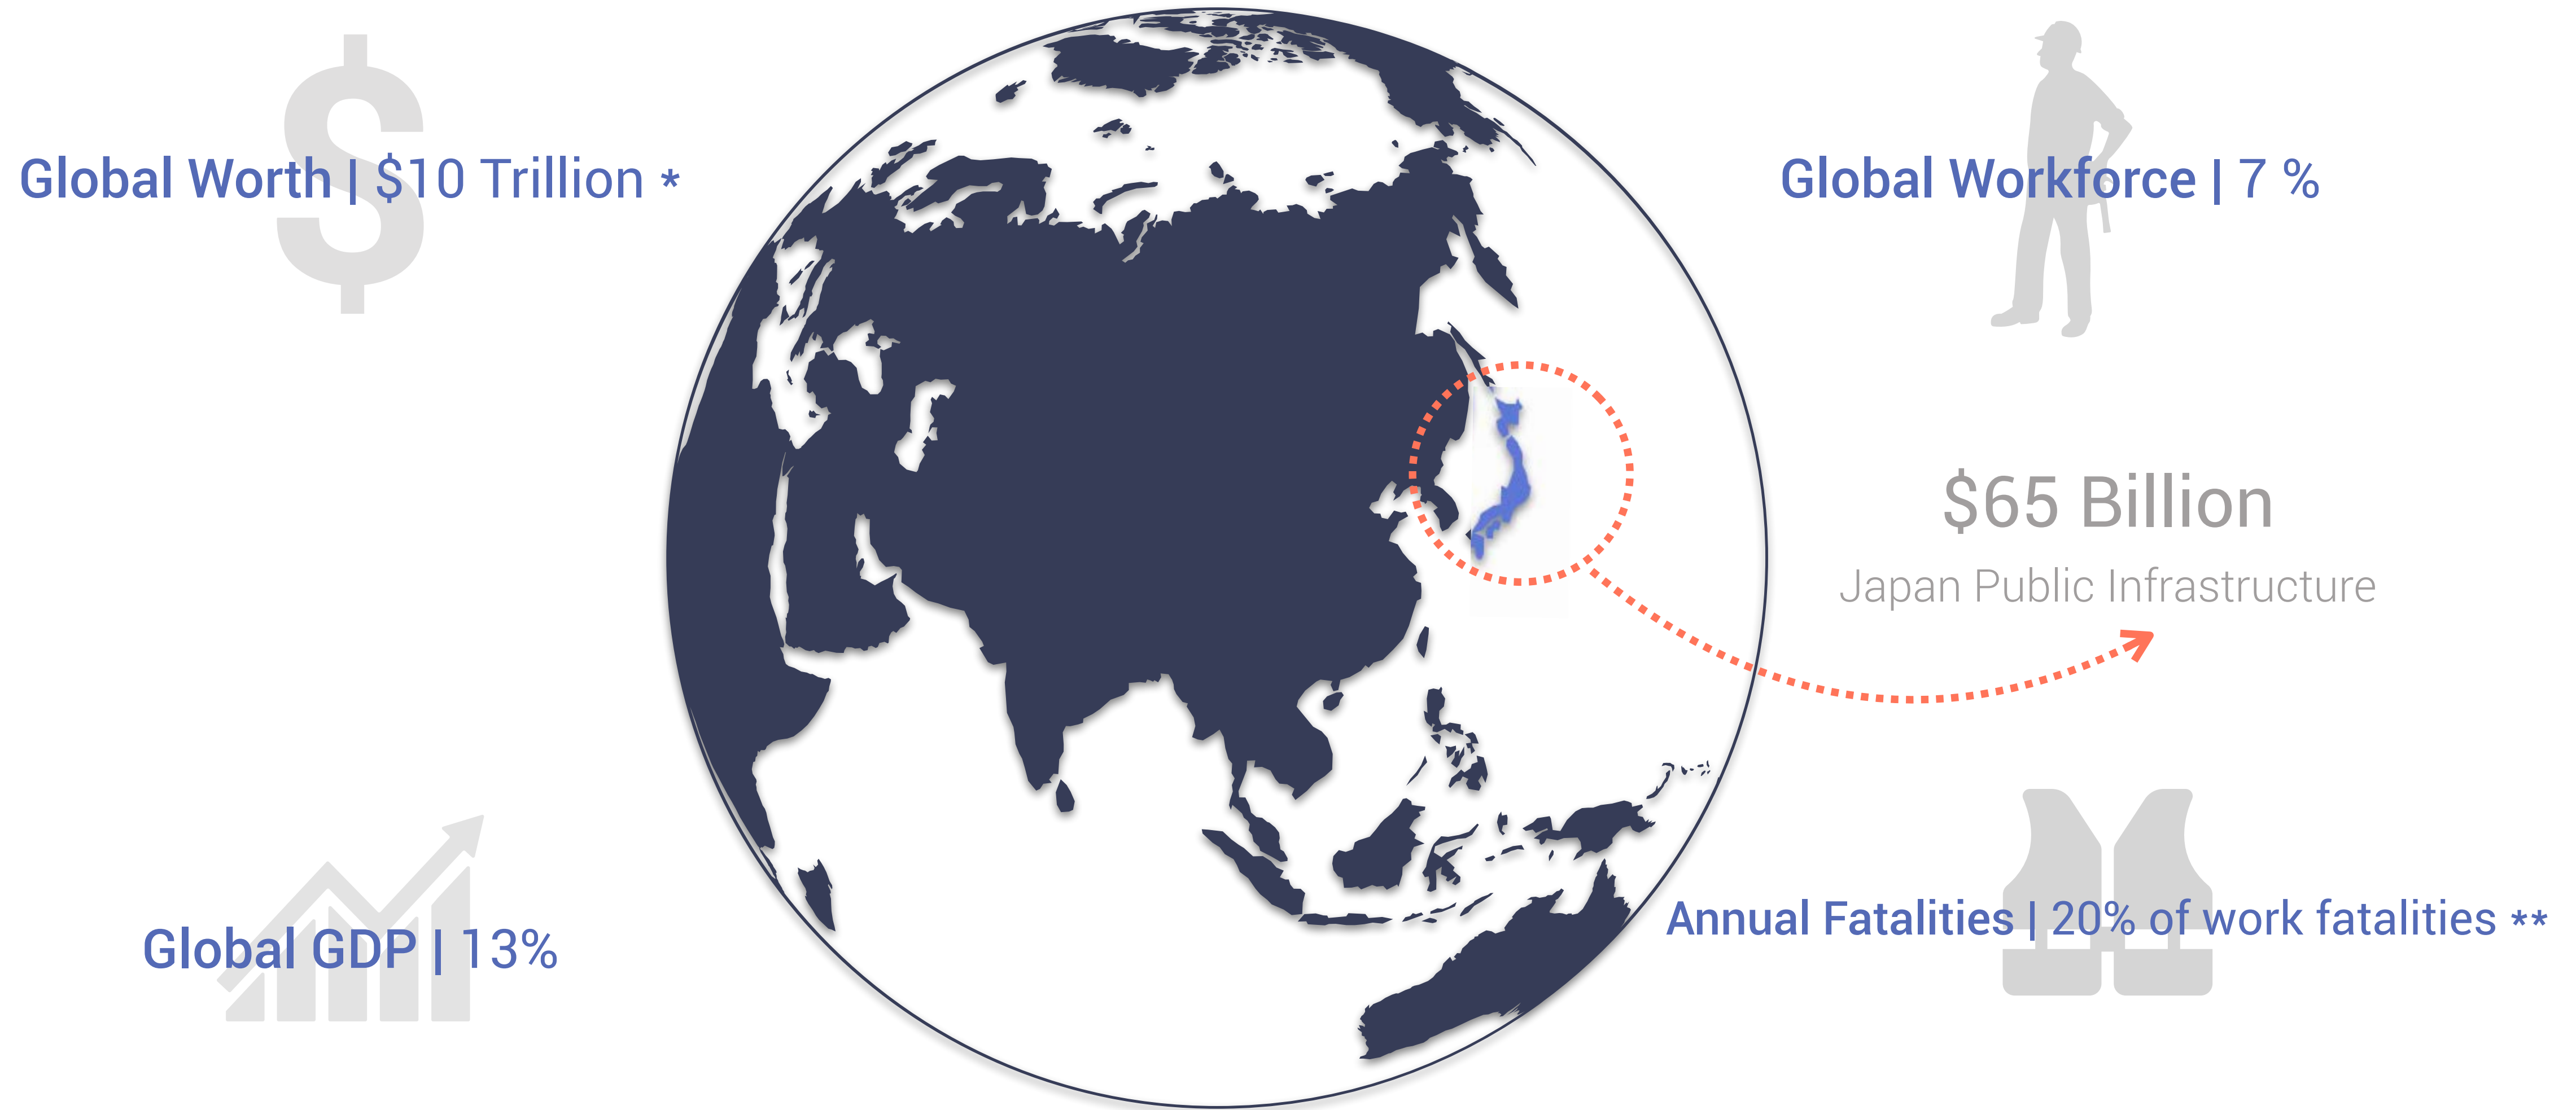 Global Worth | $10 Trillion *
Global Workforce | 7 %
$65 Billion
Japan Public Infrastructure
Global GDP | 13%
Annual Fatalities | 20% of work fatalities **